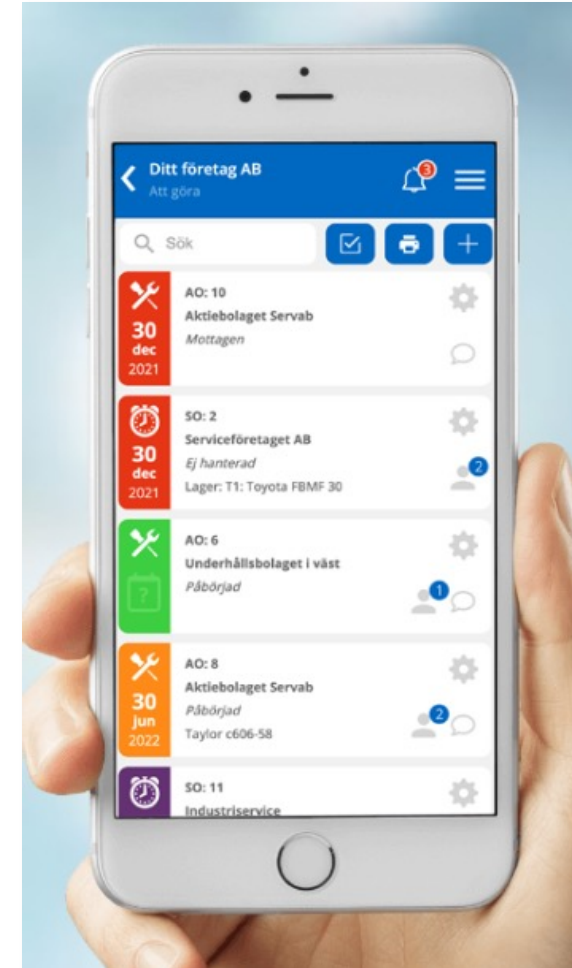 Ditt företag AB
Att göra
3
Sök
AO: 10
Aktiebolaget Servab
Mottagen
30
dec
2021
SO: 2
Serviceföretaget AB
Ej hanterad
Lager: T1: Toyota FBMF 30
30
dec
2021
2
AO: 6
Underhållsbolaget i väst
Påbörjad
?
1
AO: 8
Aktiebolaget Servab
Påbörjad
Taylor c606-58
30
jun
2022
2
SO: 11
Industriservice